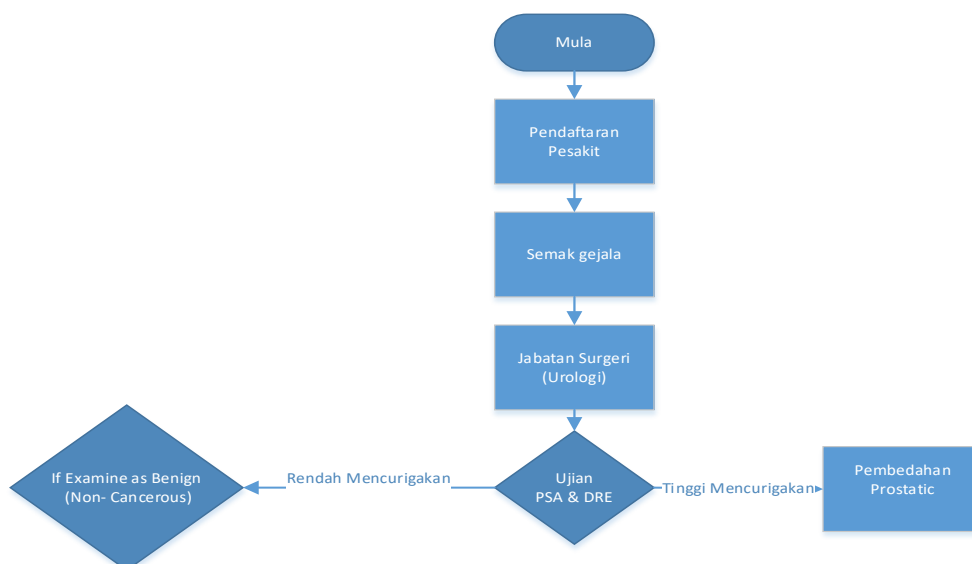 Mula
Pendaftaran
Pesakit
Semak gejala
Jabatan Surgeri
(Urologi)
If Examine as Benign
(Non- Cancerous)
Rendah Mencurigakan
Ujian
PSA & DRE
Tinggi Mencurigakan
Pembedahan
Prostatic